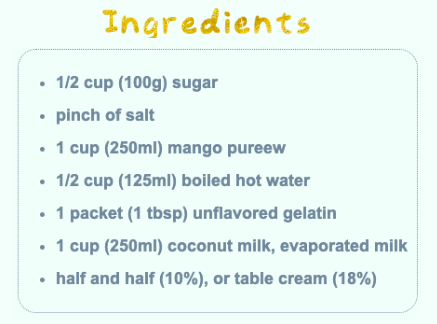 Ingredients
• 1/2 cup (100g) sugar
• pinch of salt
• 1 cup (250ml) mango pureew
• 1/2 cup (125ml) boiled hot water
• 1 packet (1 tbsp) unflavored gelatin
• 1 cup (250ml) coconut milk, evaporated milk
• half and half (10%), or table cream (18%)